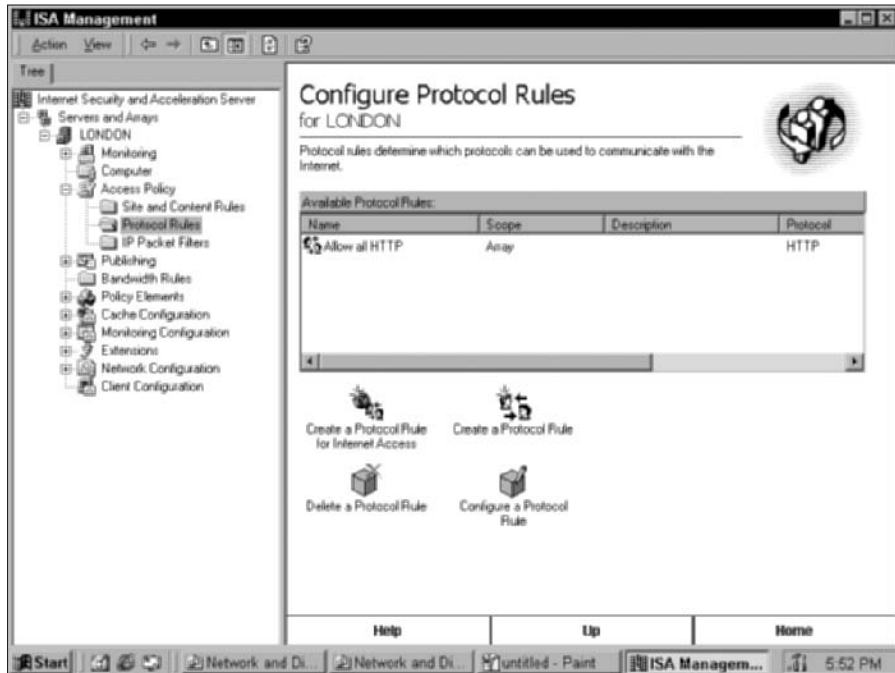 ISA Management
Action View
Tree
Internet Security and Acceleration Server
Servers and Arrays
LONDON
Monitoring
Computer
Access Policy
Site and Content Rules
Protocol Rules
IP Packet Filters
Publishing
Bandwidth Rules
Policy Elements
Cache Configuration
Monitoring Configuration
Extensions
Network Configuration
Client Configuration
Configure Protocol Rules
for LONDON
Protocol rules determine which protocols can be used to communicate with the
Internet.
Available Protocol Rules:
Name Scope Description Protocol
Allow all HTTP Array HTTP
Create a Protocol Rule
for Internet Access
Create a Protocol Rule
Delete a Protocol Rule
Configure a Protocol
Rule
Help Up Home
Start Network and Di... Network and Di... untitled - Paint ISA Managem... 5:52 PM